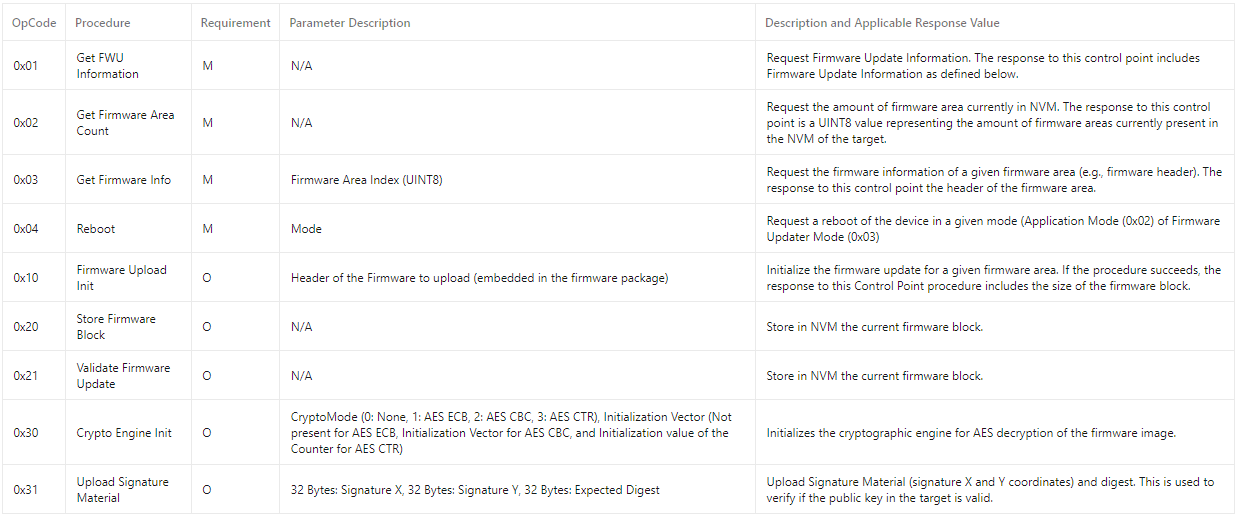 OpCode Procedure Requirement Parameter Description Description and Applicable Response Value
0x01
Get FWU
Information
M
N/A
Request Firmware Update Information. The response to this control point includes
Firmware Update Information as defined below.
0x02
Get Firmware Area
Count
M
N/A
Request the amount of firmware area currently in NVM. The response to this control
point is a UINT8 value representing the amount of firmware areas currently present in
the NVM of the target.
0x03
Get Firmware Info
M
Firmware Area Index (UINT8)
Request the firmware information of a given firmware area (e.g., firmware header). The
response to this control point the header of the firmware area.
0x04
Reboot
M
Mode
Request a reboot of the device in a given mode (Application Mode (0x02) of Firmware
Updater Mode (0x03)
0x10
Firmware Upload
Init
O
Header of the Firmware to upload (embedded in the firmware package)
Initialize the firmware update for a given firmware area. If the procedure succeeds, the
response to this Control Point procedure includes the size of the firmware block.
0x20
Store Firmware
Block
O
N/A
Store in NVM the current firmware block.
0x21
Validate Firmware
Update
O
N/A
Store in NVM the current firmware block.
0x30
Crypto Engine Init
O
CryptoMode (0: None, 1: AES ECB, 2: AES CBC, 3: AES CTR), Initialization Vector (Not
present for AES ECB, Initialization Vector for AES CBC, and Initialization value of the
Counter for AES CTR)
Initializes the cryptographic engine for AES decryption of the firmware image.
0x31
Upload Signature
Material
O
32 Bytes: Signature X, 32 Bytes: Signature Y, 32 Bytes: Expected Digest
Upload Signature Material (signature X and Y coordinates) and digest. This is used to
verify if the public key in the target is valid.